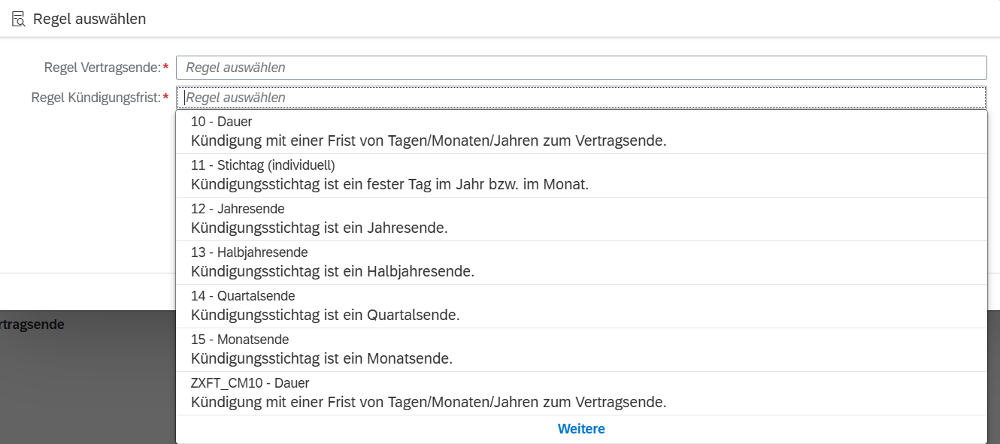 Regel auswählen
Regel Vertragsende:* Regel auswählen
Regel Kündigungsfrist:* Regel auswählen
10 - Dauer
Kündigung mit einer Frist von Tagen/Monaten/Jahren zum Vertragsende.
11 - Stichtag (individuell)
Kündigungsstichtag ist ein fester Tag im Jahr bzw. im Monat.
12 - Jahresende
Kündigungsstichtag ist ein Jahresende.
13 - Halbjahresende
Kündigungsstichtag ist ein Halbjahresende.
14 - Quartalsende
Kündigungsstichtag ist ein Quartalsende.
rtragsende
15 - Monatsende
Kündigungsstichtag ist ein Monatsende.
ZXFT_CM10 - Dauer
Kündigung mit einer Frist von Tagen/Monaten/Jahren zum Vertragsende.
Weitere